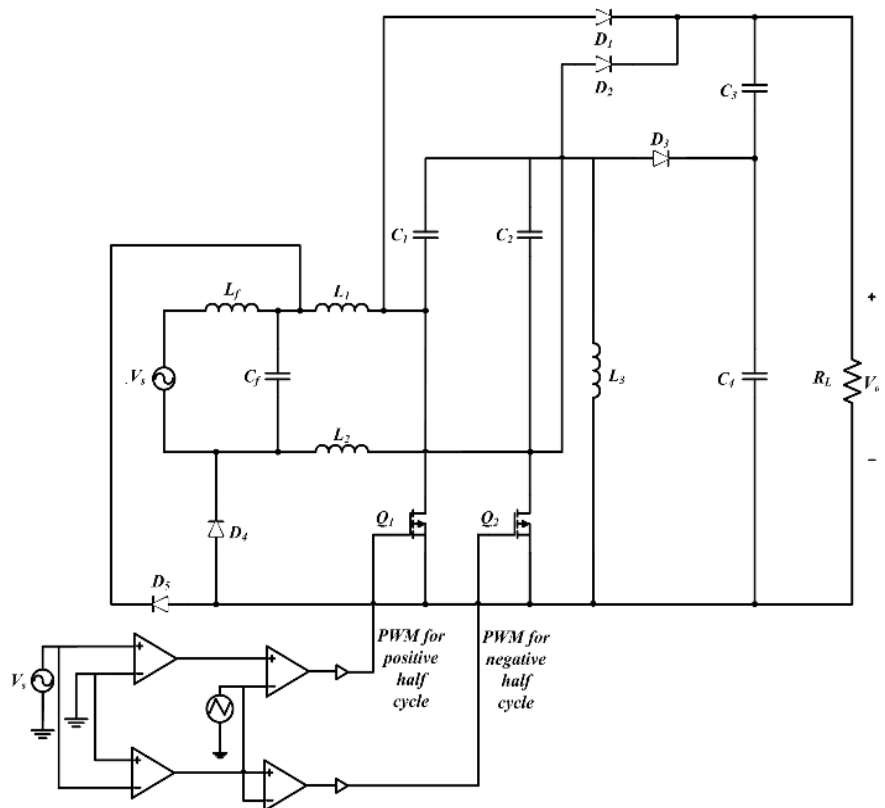 D1
D2
C3
D3
C1
C2
Lf
L1
.Vs
Cf
L3
C4
RL
+
Vo
−
L2
D4
Q1
Q2
D5
PWM for
positive
half
cycle
PWM for
negative
half
cycle
Vs
+
−
+
−
+
−
+
−